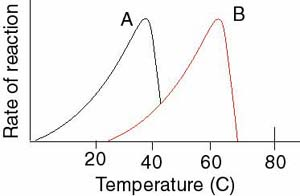 Rate of reaction
A
B
20 40 60 80
Temperature (C)